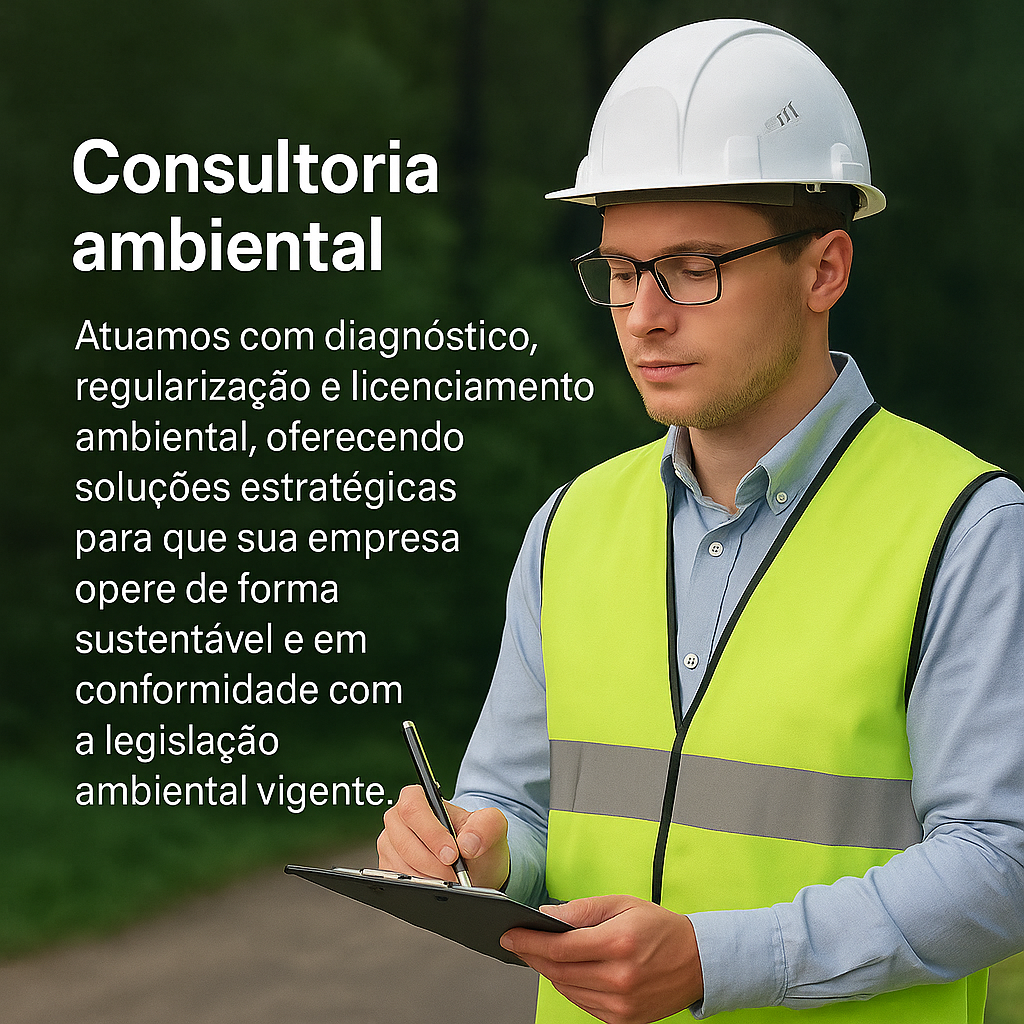 Consultoria
ambiental
Atuamos com diagnóstico,
regularização e licenciamento
ambiental, oferecendo
soluções estratégicas
para que sua empresa
opere de forma
sustentável e em
conformidade com
a legislação
ambiental vigente.